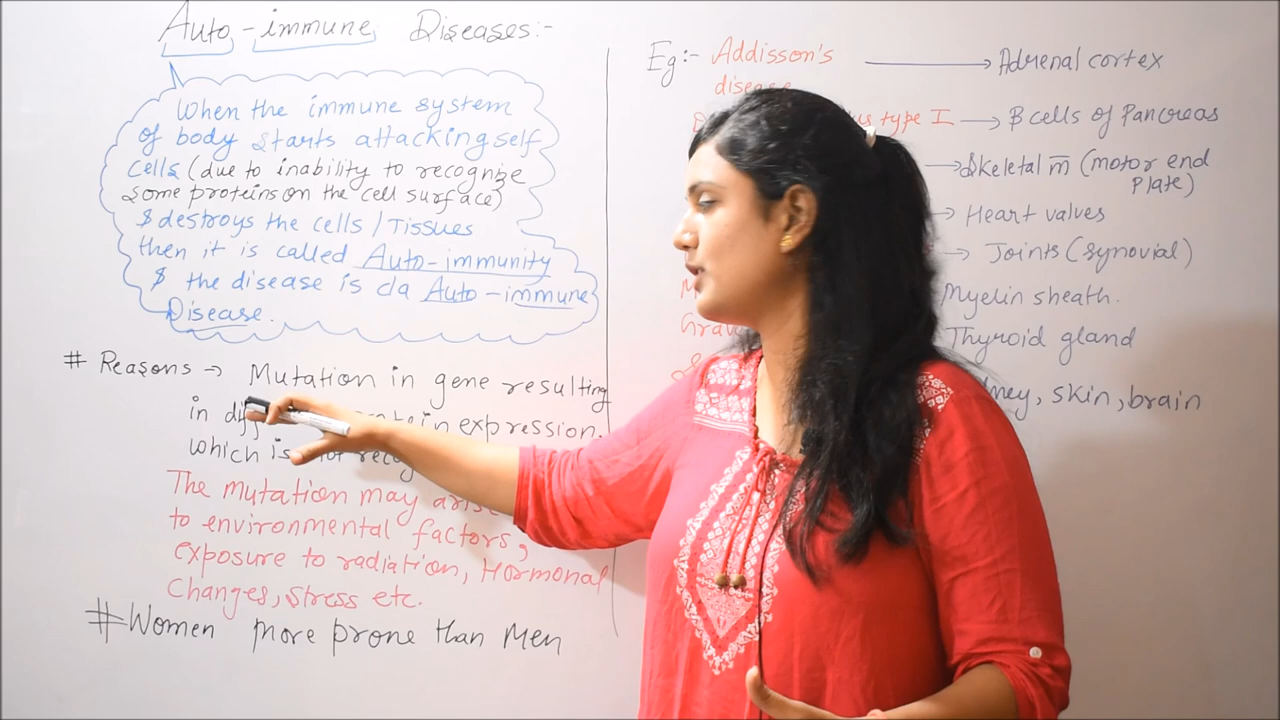 Auto-immune Diseases:-
When the immune system
of body starts attacking self
cells (due to inability to recognize
some proteins on the cell surface)
& destroys the cells/Tissues
then it is called Auto-immunity
& the disease is c/a Auto-immune
Disease.
# Reasons → Mutation in gene resulting
in expression.
which is
The mutation may
to environmental factors,
exposure to radiation, Hormonal
Changes, stress etc.
# Women more prone than Men
Eg:- Addisson's → Adrenal cortex
disease
type I → β cells of Pancreas
→ Skeletal m̅ (motor end
plate)
→ Heart valves
→ Joints (synovial)
Myelin sheath.
Thyroid gland
, skin, brain